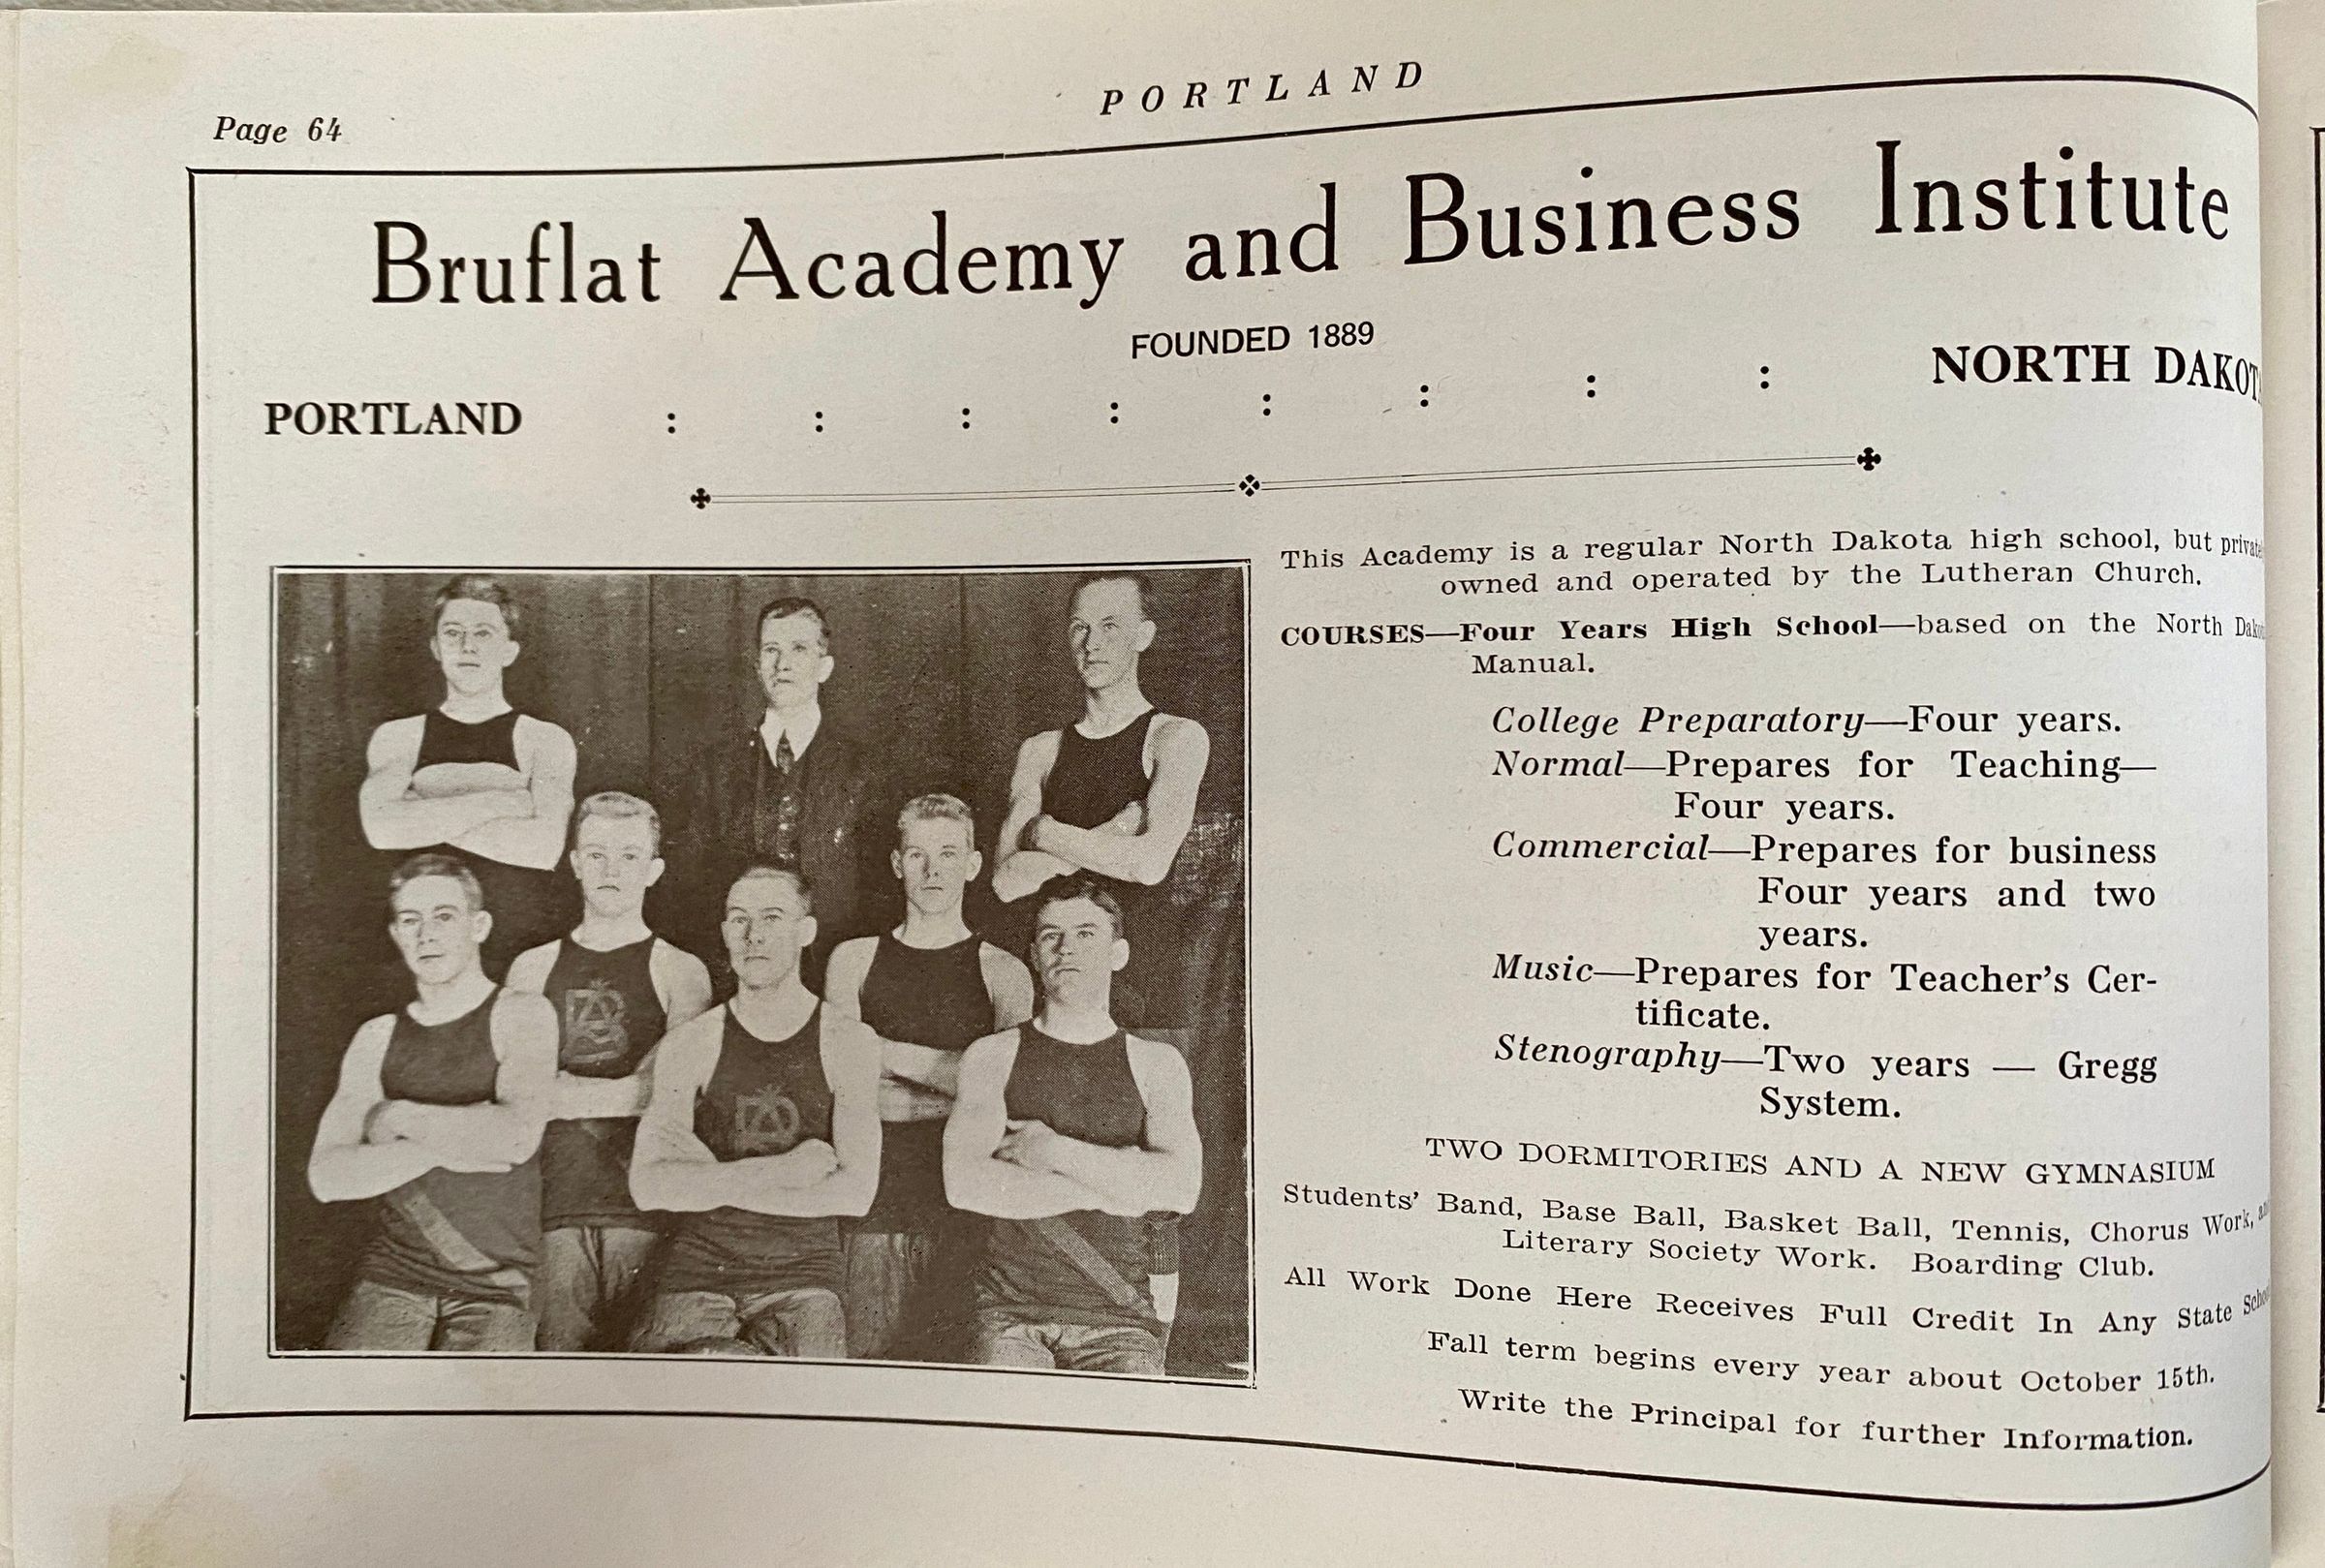 PORTLAND
Page 64
Bruflat Academy and Business Institute
FOUNDED 1889
PORTLAND : : : : : : : : NORTH DAKOT
This Academy is a regular North Dakota high school, but
owned and operated by the Lutheran Church.
COURSES—Four Years High School—based on the North
Manual.
College Preparatory—Four years.
Normal—Prepares for Teaching—
Four years.
Commercial—Prepares for business
Four years and two
years.
Music—Prepares for Teacher's Cer-
tificate.
Stenography—Two years — Gregg
System.
TWO DORMITORIES AND A NEW GYMNASIUM
Students' Band, Base Ball, Basket Ball, Tennis, Chorus Work,
Literary Society Work. Boarding Club.
All Work Done Here Receives Full Credit In Any State
Fall term begins every year about October 15th.
Write the Principal for further Information.